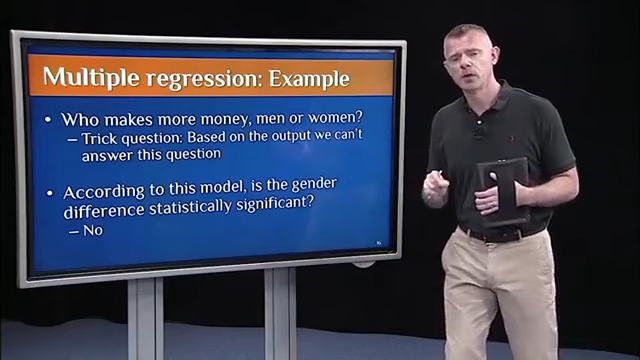 Multiple regression: Example
• Who makes more money, men or women?
– Trick question: Based on the output we can't
answer this question
• According to this model, is the gender
difference statistically significant?
– No